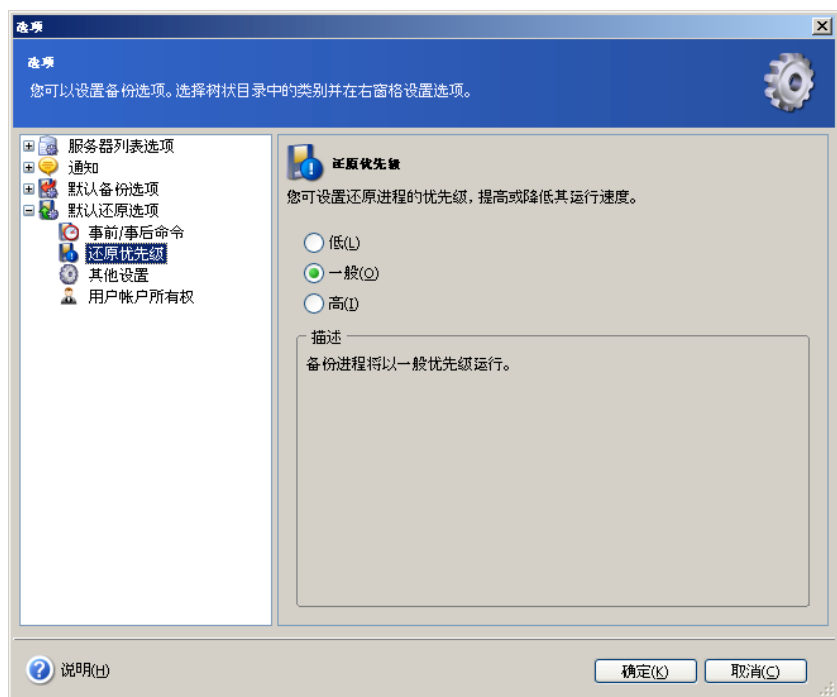 选项
选项
您可以设置备份选项。选择树状目录中的类别并在右窗格设置选项。
服务器列表选项
通知
默认备份选项
默认还原选项
事前/事后命令
还原优先级
其他设置
用户帐户所有权
还原优先级
您可设置还原进程的优先级,提高或降低其运行速度。
低(L)
一般(O)
高(I)
描述
备份进程将以一般优先级运行。
说明(H)
确定(K)
取消(C)